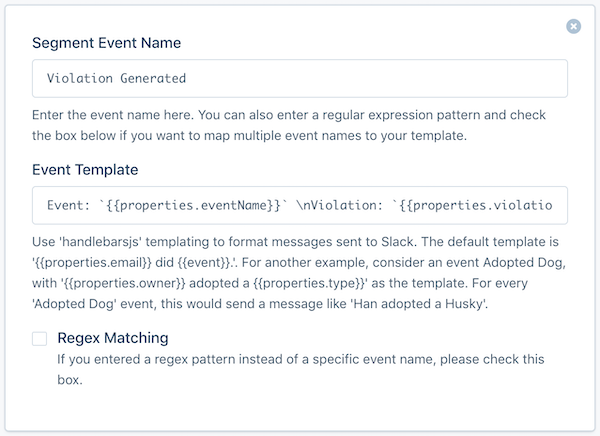 Segment Event Name
Violation Generated
Enter the event name here. You can also enter a regular expression pattern and check
the box below if you want to map multiple event names to your template.
Event Template
Event: `{{properties.eventName}}` \nViolation: `{{properties.violatio
Use 'handlebarsjs' templating to format messages sent to Slack. The default template is
'{{properties.email}} did {{event}}.'. For another example, consider an event Adopted Dog,
with '{{properties.owner}} adopted a {{properties.type}}' as the template. For every
'Adopted Dog' event, this would send a message like 'Han adopted a Husky'.
Regex Matching
If you entered a regex pattern instead of a specific event name, please check this
box.